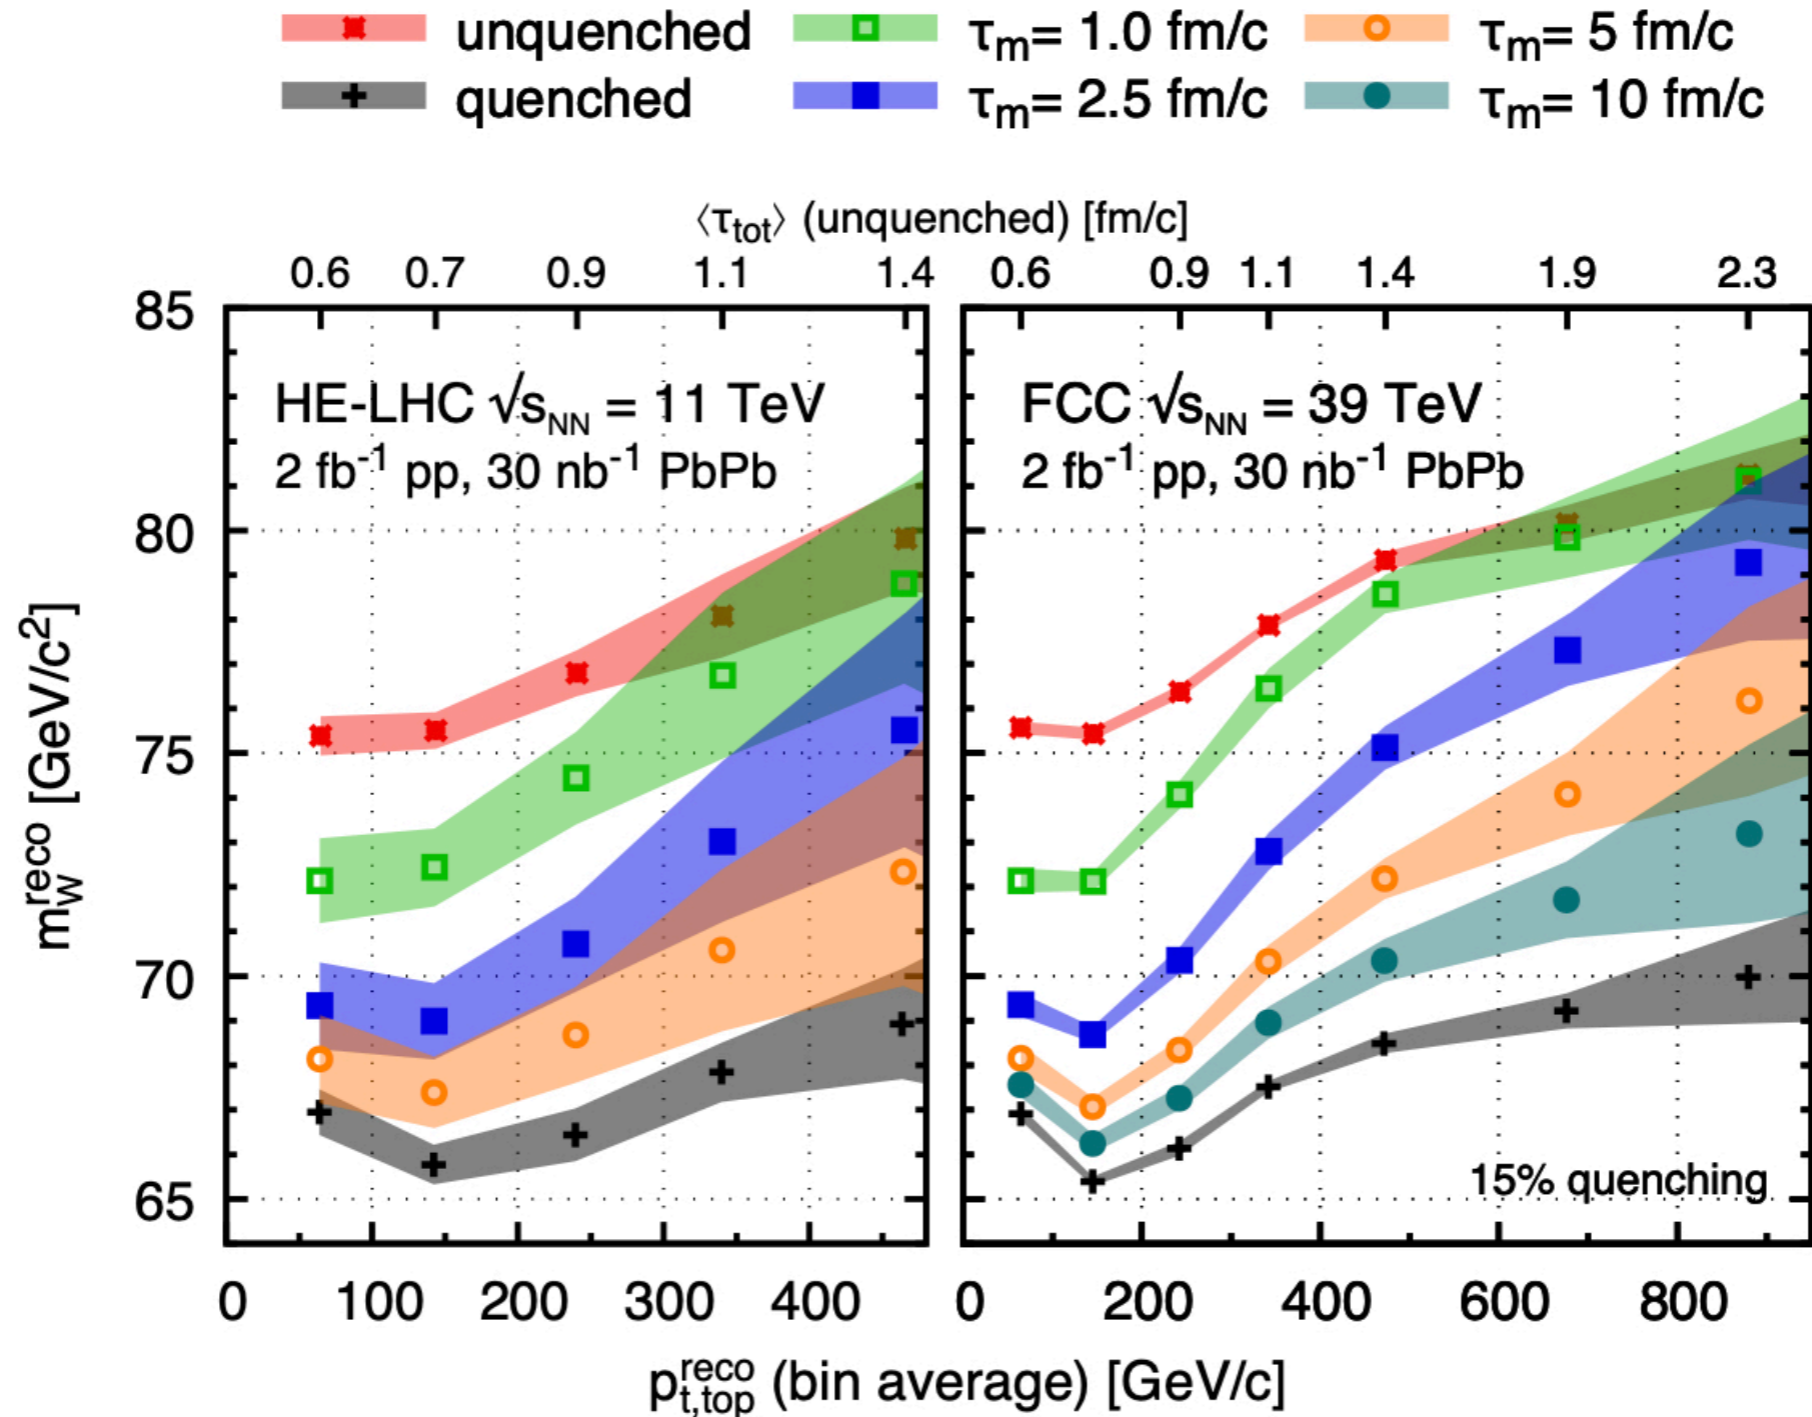 unquenched τm= 1.0 fm/c τm= 5 fm/c
quenched τm= 2.5 fm/c τm= 10 fm/c
⟨τtot⟩ (unquenched) [fm/c]
0.6 0.7 0.9 1.1 1.4 0.6 0.9 1.1 1.4 1.9 2.3
85
HE-LHC √sNN = 11 TeV
2 fb-1 pp, 30 nb-1 PbPb
FCC √sNN = 39 TeV
2 fb-1 pp, 30 nb-1 PbPb
80
75
70
65
15% quenching
mWreco [GeV/c2]
0 100 200 300 400 0 200 400 600 800
pt,topreco (bin average) [GeV/c]